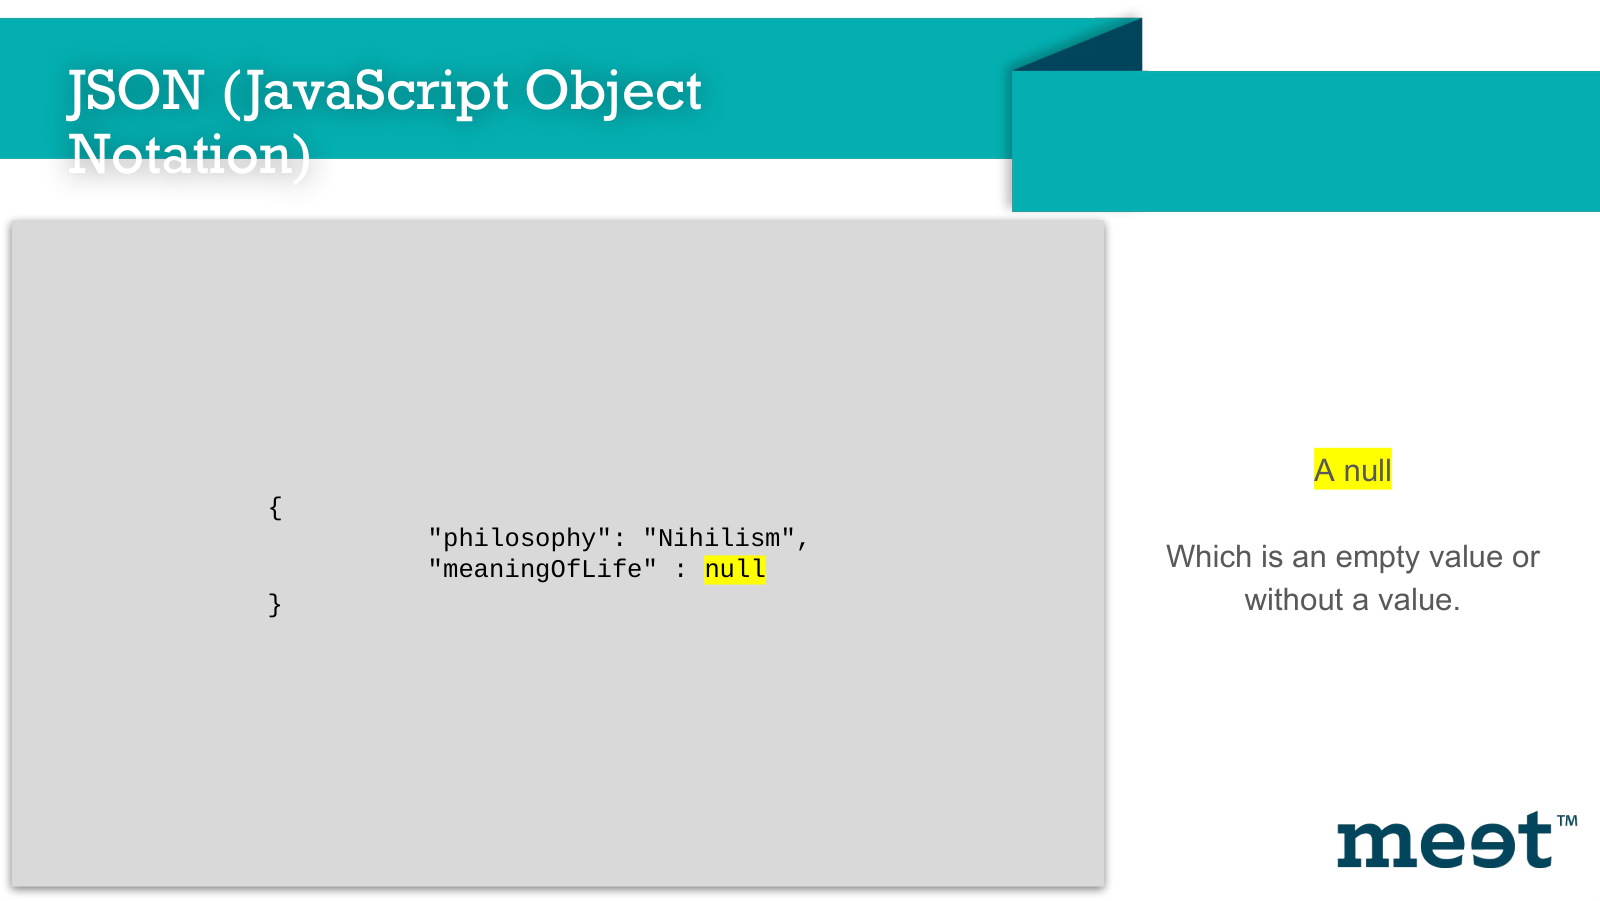 JSON (JavaScript Object
Notation)
{
"philosophy": "Nihilism",
"meaningOfLife" : null
}
A null
Which is an empty value or
without a value.
meet™